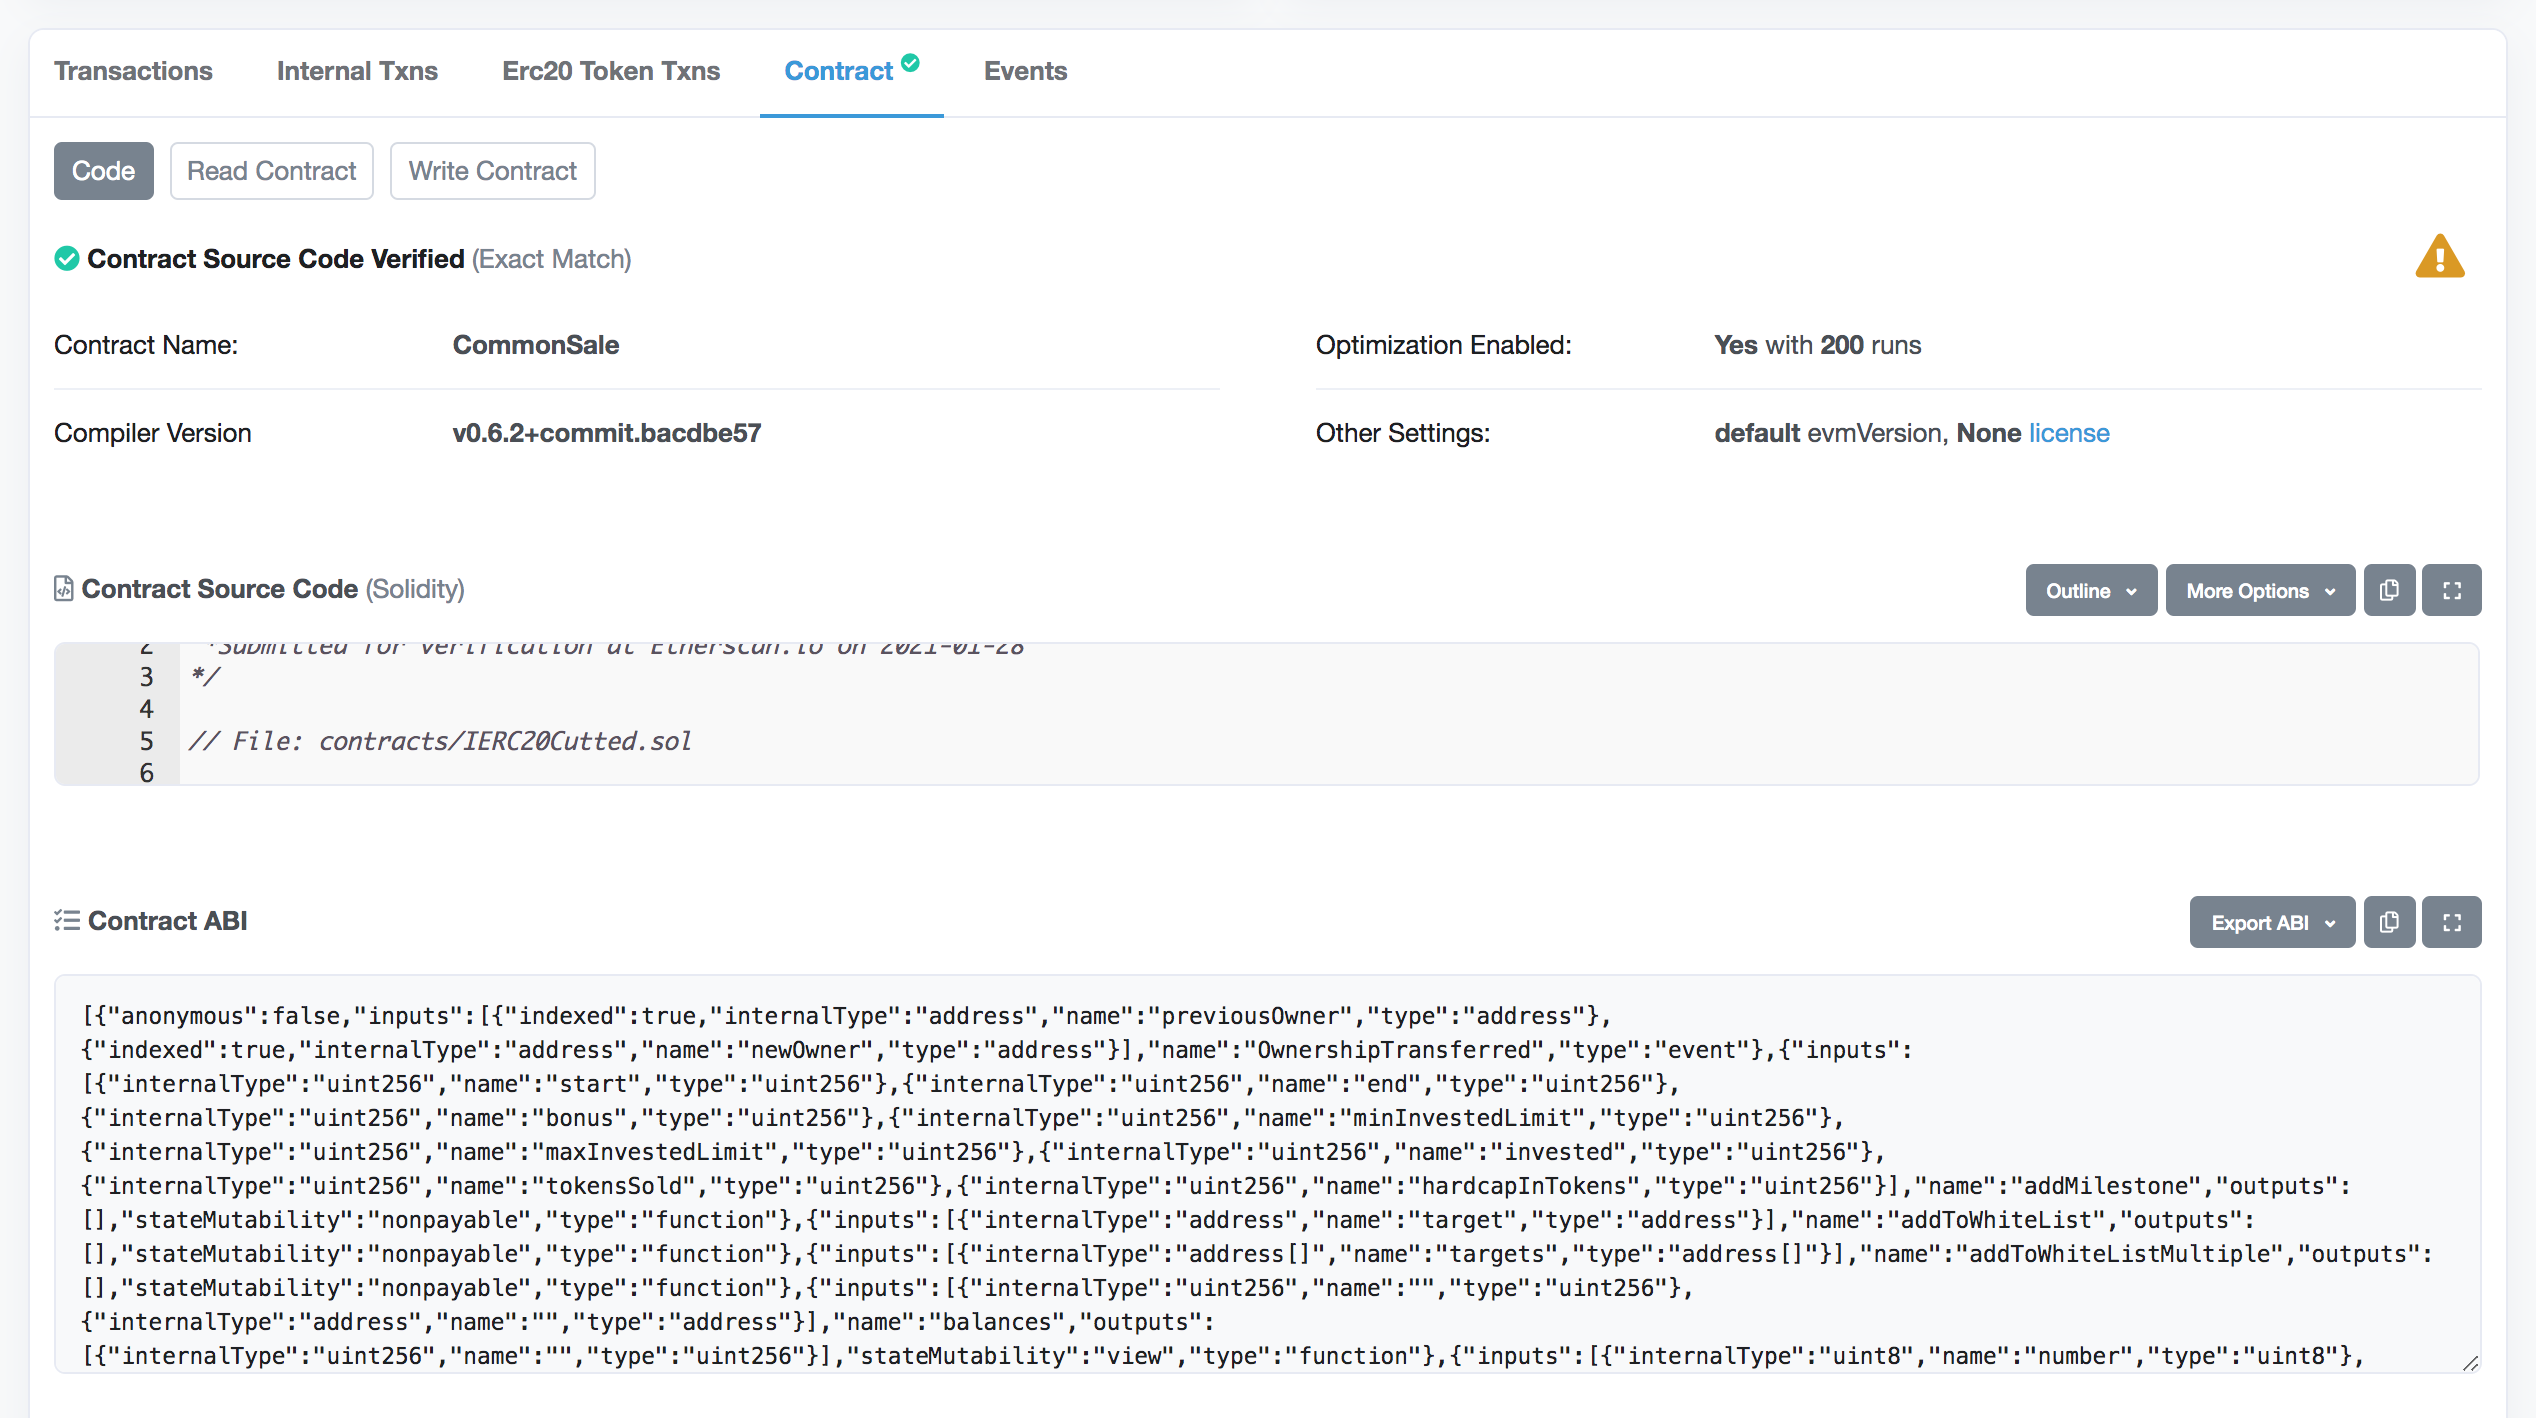 Transactions Internal Txns Erc20 Token Txns Contract Events
Code Read Contract Write Contract
Contract Source Code Verified (Exact Match)
Contract Name: CommonSale Optimization Enabled: Yes with 200 runs
Compiler Version v0.6.2+commit.bacdbe57 Other Settings: default evmVersion, None license
Contract Source Code (Solidity) Outline More Options
2 *Submitted for verification at Etherscan.io on 2021-01-28
3 */
4
5 // File: contracts/IERC20Cutted.sol
6
Contract ABI Export ABI
[{"anonymous":false,"inputs":[{"indexed":true,"internalType":"address","name":"previousOwner","type":"address"},
{"indexed":true,"internalType":"address","name":"newOwner","type":"address"}],"name":"OwnershipTransferred","type":"event"},{"inputs":
[{"internalType":"uint256","name":"start","type":"uint256"},{"internalType":"uint256","name":"end","type":"uint256"},
{"internalType":"uint256","name":"bonus","type":"uint256"},{"internalType":"uint256","name":"minInvestedLimit","type":"uint256"},
{"internalType":"uint256","name":"maxInvestedLimit","type":"uint256"},{"internalType":"uint256","name":"invested","type":"uint256"},
{"internalType":"uint256","name":"tokensSold","type":"uint256"},{"internalType":"uint256","name":"hardcapInTokens","type":"uint256"}],"name":"addMilestone","outputs":
[],"stateMutability":"nonpayable","type":"function"},{"inputs":[{"internalType":"address","name":"target","type":"address"}],"name":"addToWhiteList","outputs":
[],"stateMutability":"nonpayable","type":"function"},{"inputs":[{"internalType":"address[]","name":"targets","type":"address[]"}],"name":"addToWhiteListMultiple","outputs":
[],"stateMutability":"nonpayable","type":"function"},{"inputs":[{"internalType":"uint256","name":"","type":"uint256"},
{"internalType":"address","name":"","type":"address"}],"name":"balances","outputs":
[{"internalType":"uint256","name":"","type":"uint256"}],"stateMutability":"view","type":"function"},{"inputs":[{"internalType":"uint8","name":"number","type":"uint8"},